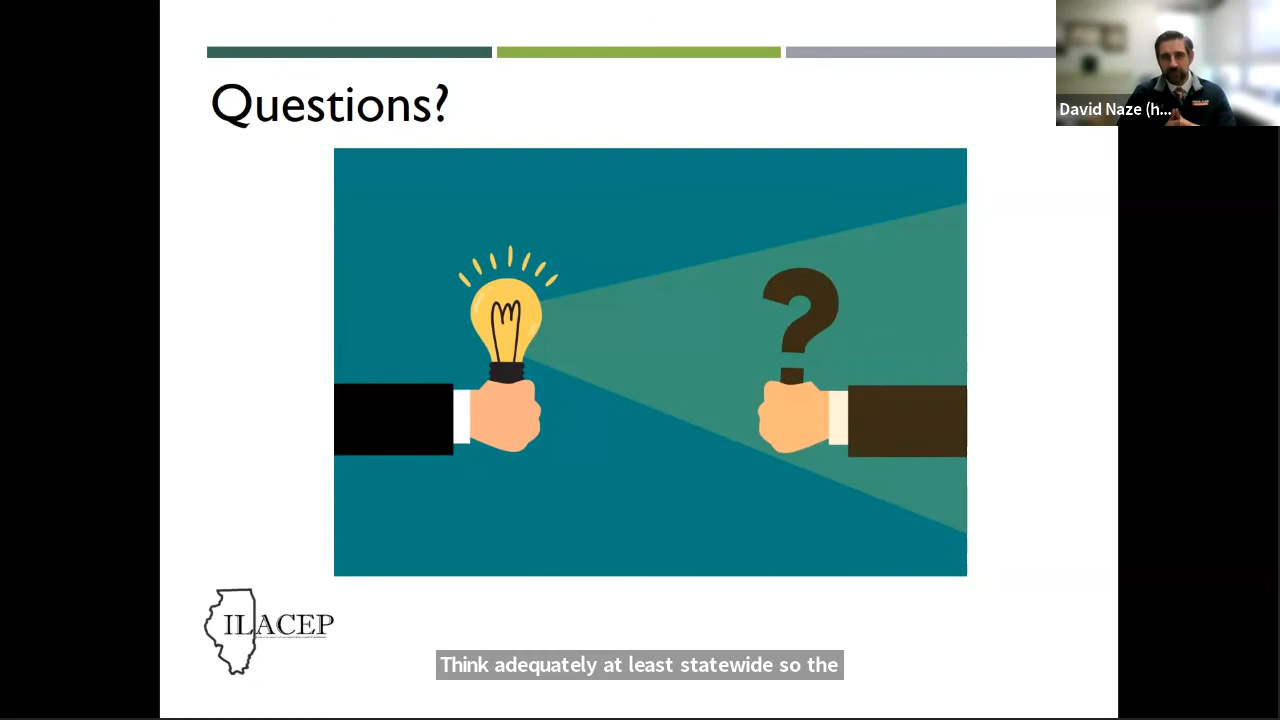 Questions?
David Naze (h...
ILACEP
Think adequately at least statewide so the